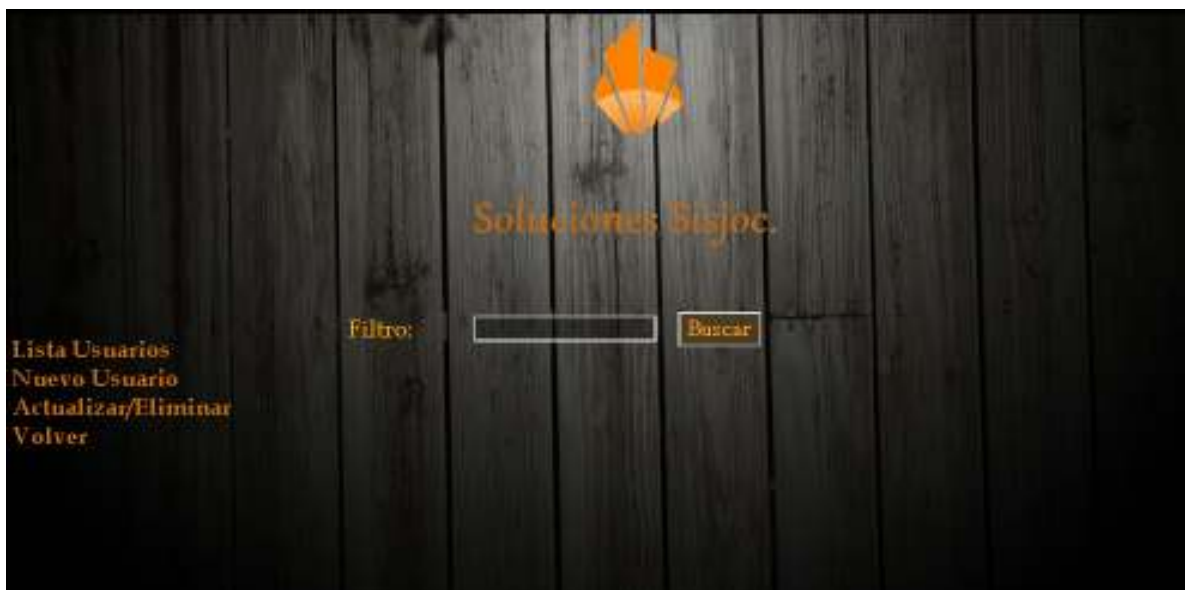 Soluciones Sisjoc.
Filtro:
Buscar
Lista Usuarios
Nuevo Usuario
Actualizar/Eliminar
Volver